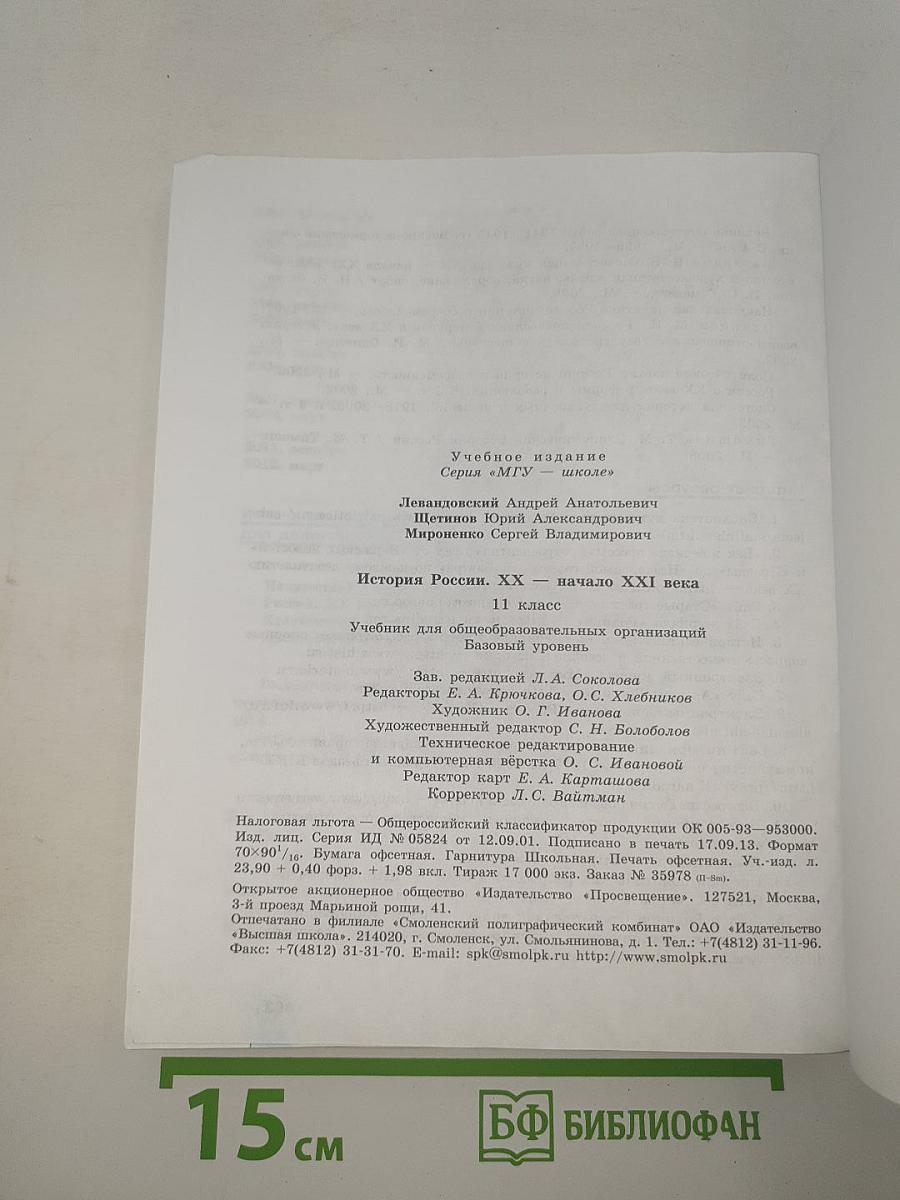 Учебное издание
Серия «МГУ — школе»
Левандовский Андрей Анатольевич
Щетинов Юрий Александрович
Мироненко Сергей Владимирович
История России. XX — начало XXI века
11 класс
Учебник для общеобразовательных организаций
Базовый уровень
Зав. редакцией Л. А. Соколова
Редакторы Е. А. Крючкова, О. С. Хлебников
Художник О. Г. Иванова
Художественный редактор С. Н. Болоболов
Техническое редактирование
и компьютерная вёрстка О. С. Ивановой
Редактор карт Е. А. Карташова
Корректор Л. С. Вайтман
Налоговая льгота — Общероссийский классификатор продукции ОК 005-93—953000.
Изд. лиц. Серия ИД № 05824 от 12.09.01. Подписано в печать 17.09.13. Формат
70×90 1/16. Бумага офсетная. Гарнитура Школьная. Печать офсетная. Уч.-изд. л.
23,90 + 0,40 форз. + 1,98 вкл. Тираж 17 000 экз. Заказ № 35978 (п-sm).
Открытое акционерное общество «Издательство «Просвещение». 127521, Москва,
3-й проезд Марьиной рощи, 41.
Отпечатано в филиале «Смоленский полиграфический комбинат» ОАО «Издательство
«Высшая школа». 214020, г. Смоленск, ул. Смольянинова, д. 1. Тел.: +7(4812) 31-11-96.
Факс: +7(4812) 31-31-70. E-mail: spk@smolpk.ru http://www.smolpk.ru
15 см
БФ БИБЛИОФАН